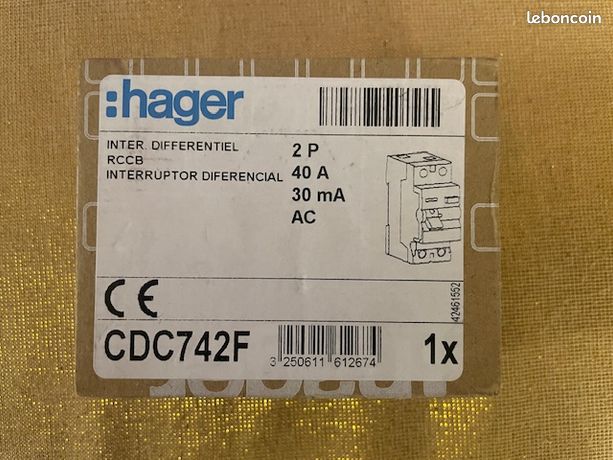 leboncoin
:hager
INTER. DIFFERENTIEL
RCCB
INTERRUPTOR DIFERENCIAL
2 P
40 A
30 mA
AC
42461552
CE
CDC742F
3 250611 612674
1x